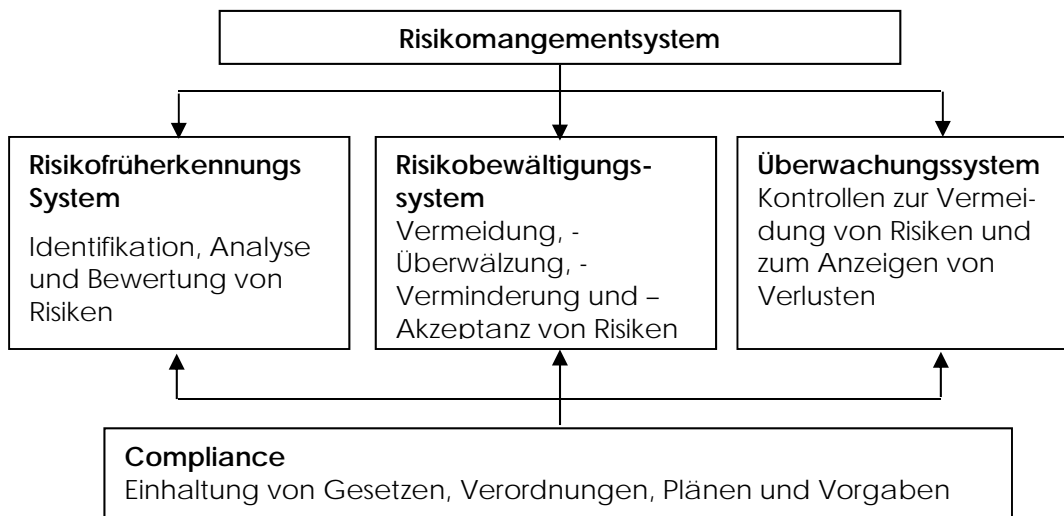 Risikomangementsystem
Risikofrüherkennungs
System
Identifikation, Analyse
und Bewertung von
Risiken
Risikobewältigungs-
system
Vermeidung, -
Überwälzung, -
Verminderung und –
Akzeptanz von Risiken
Überwachungssystem
Kontrollen zur Vermei-
dung von Risiken und
zum Anzeigen von
Verlusten
Compliance
Einhaltung von Gesetzen, Verordnungen, Plänen und Vorgaben